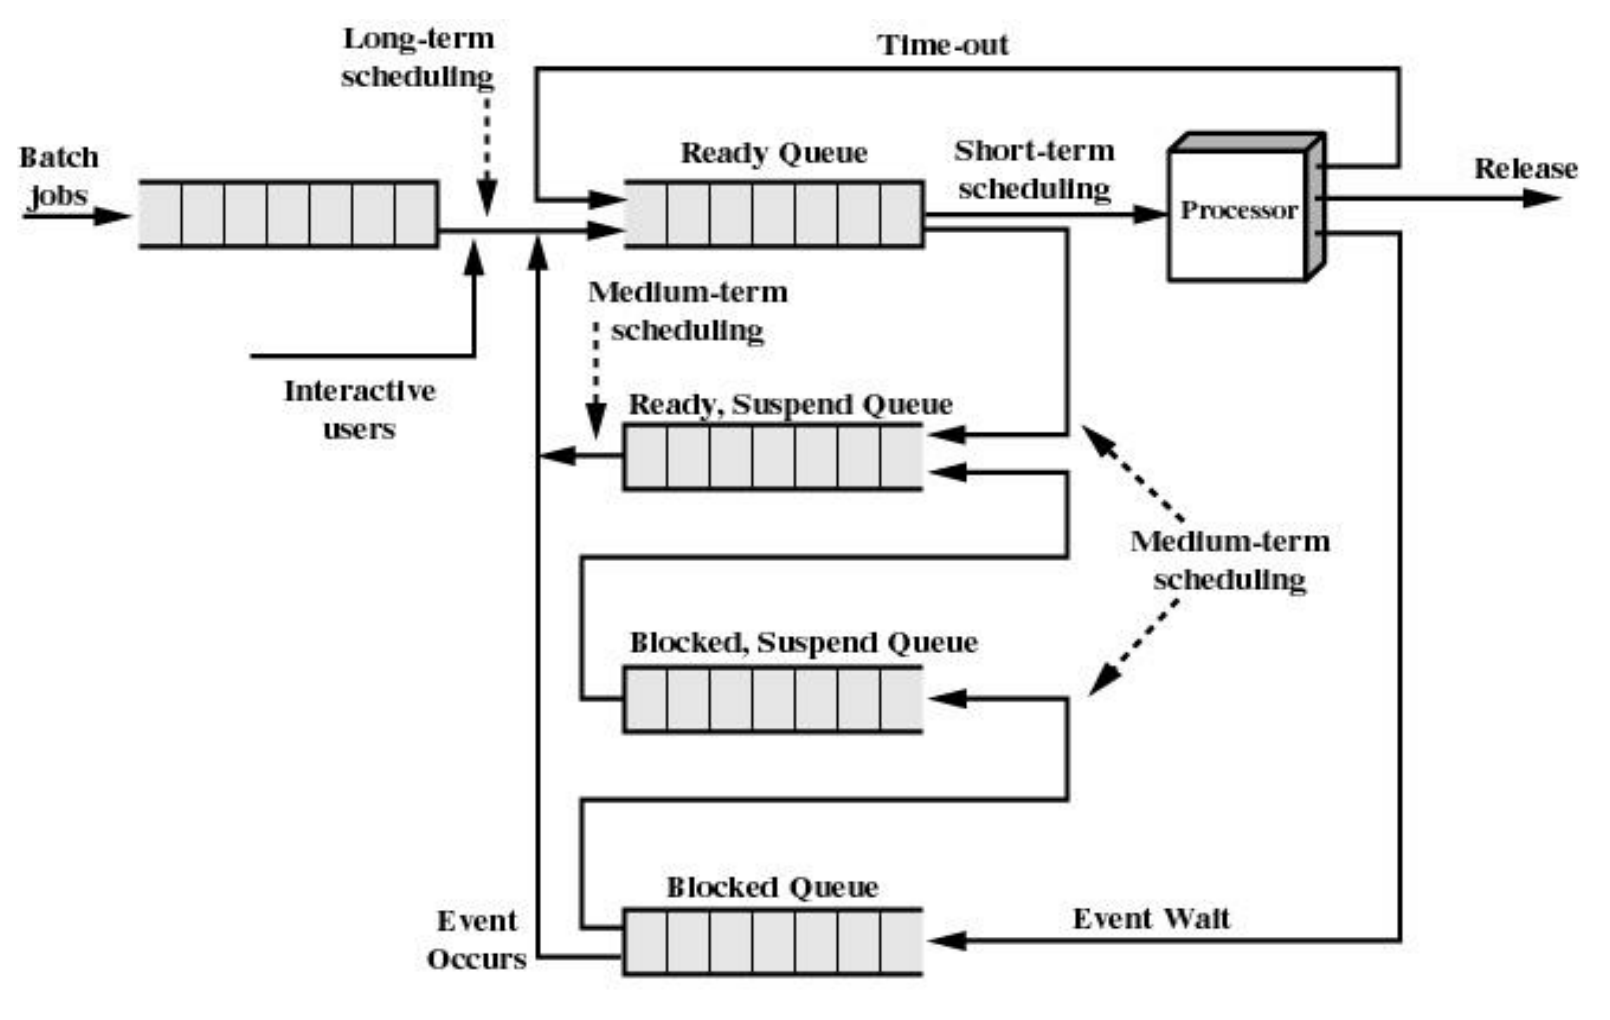 Long-term
scheduling
Time-out
Batch
jobs
Ready Queue
Short-term
scheduling
Processor
Release
Medium-term
scheduling
Interactive
users
Ready, Suspend Queue
Medium-term
scheduling
Blocked, Suspend Queue
Blocked Queue
Event
Occurs
Event Wait